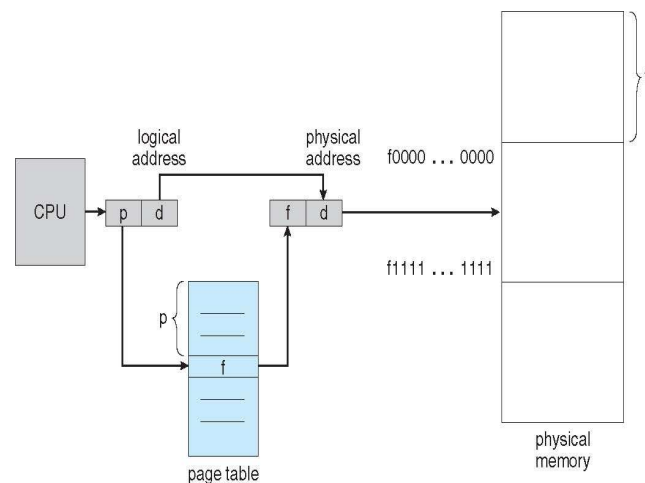 logical
address
physical
address
f0000 ... 0000
CPU
p d
f d
f1111 ... 1111
p
f
page table
physical
memory